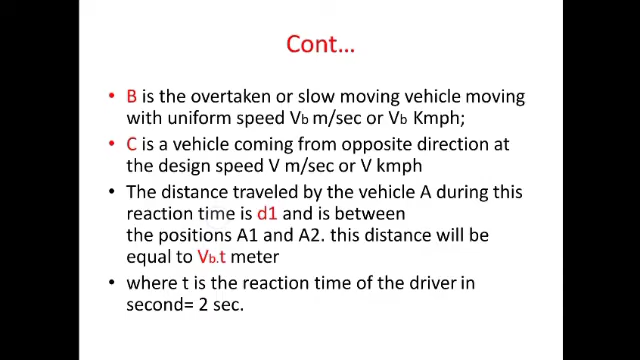 Cont...
• B is the overtaken or slow moving vehicle moving
with uniform speed Vb m/sec or Vb Kmph;
• C is a vehicle coming from opposite direction at
the design speed V m/sec or V kmph
• The distance traveled by the vehicle A during this
reaction time is d1 and is between
the positions A1 and A2. this distance will be
equal to Vb.t meter
• where t is the reaction time of the driver in
second= 2 sec.